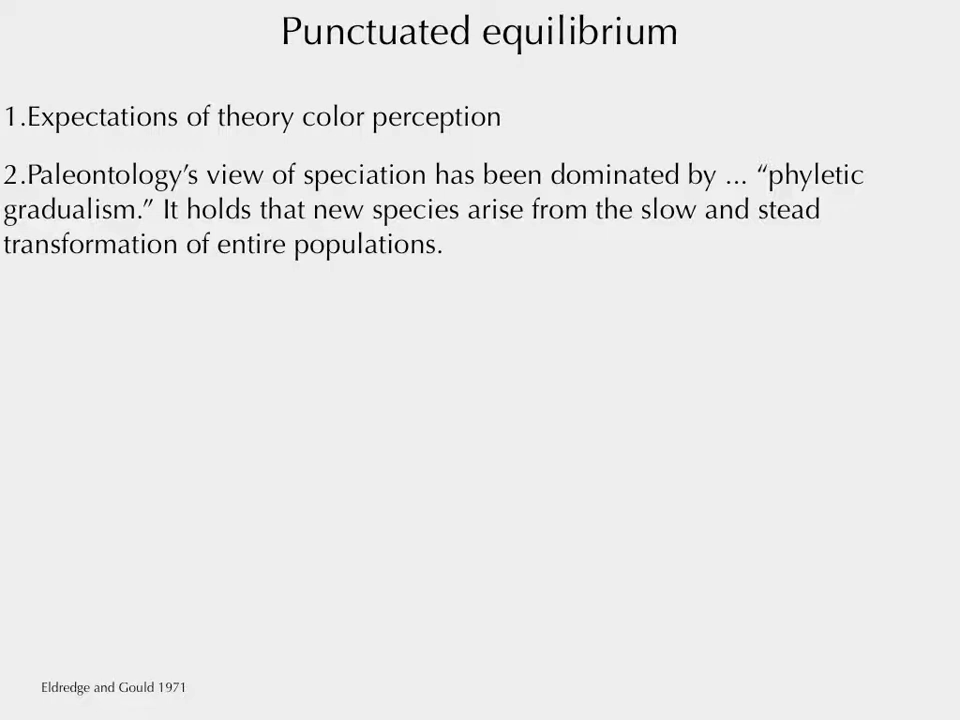 Punctuated equilibrium
1.Expectations of theory color perception
2.Paleontology’s view of speciation has been dominated by ... “phyletic
gradualism.” It holds that new species arise from the slow and stead
transformation of entire populations.
Eldredge and Gould 1971